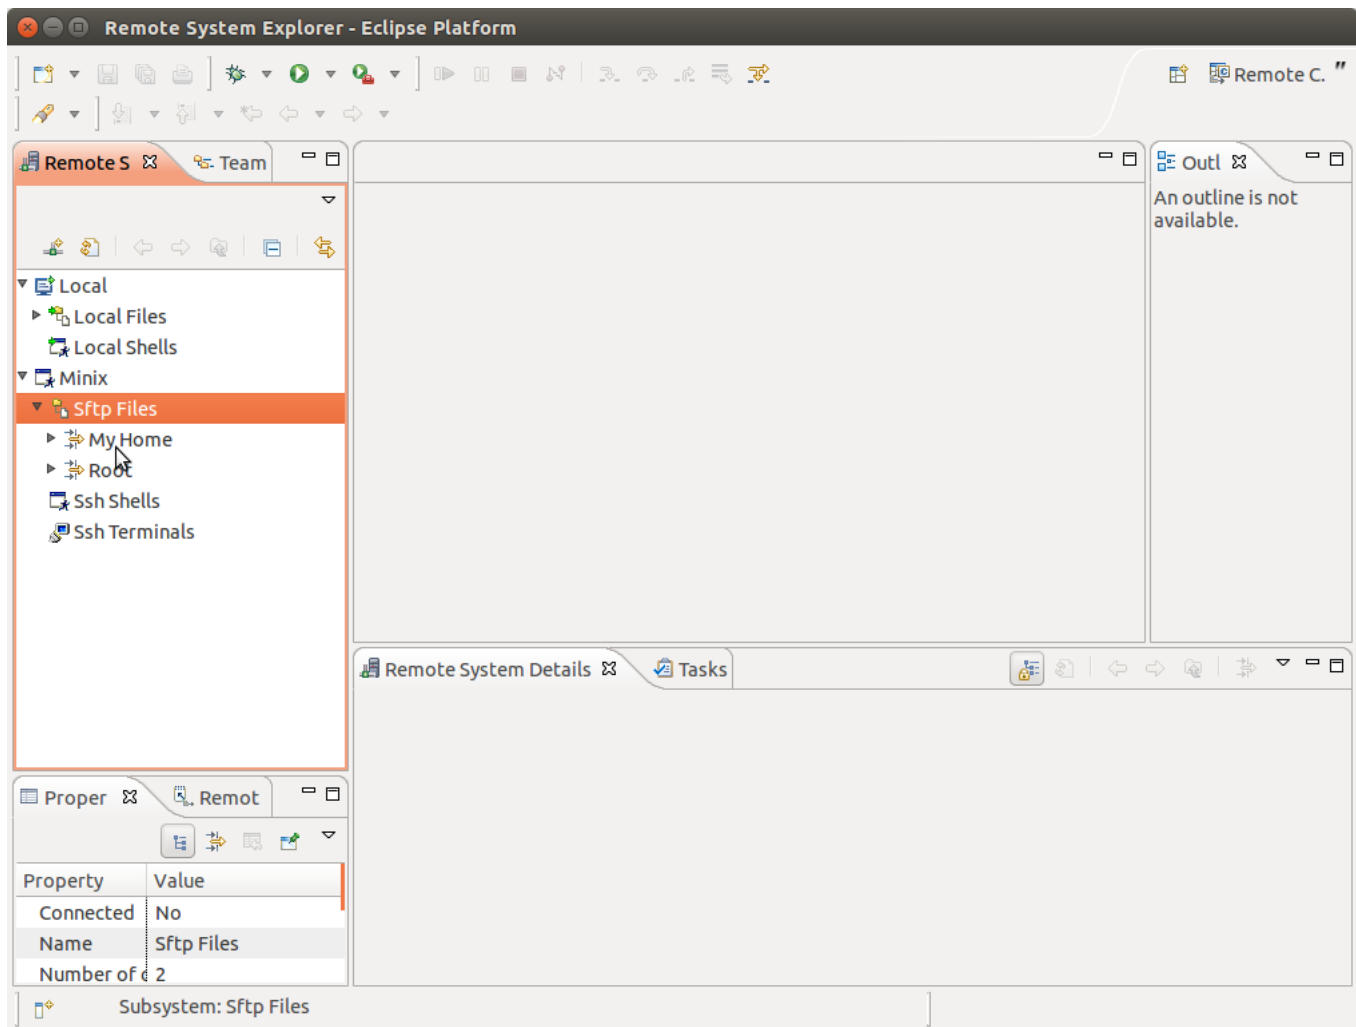 Remote System Explorer - Eclipse Platform
Remote C. "
Remote S
Team
Outl
An outline is not
available.
Local
Local Files
Local Shells
Minix
Sftp Files
My Home
Root
Ssh Shells
Ssh Terminals
Remote System Details
Tasks
Proper
Remot
Property Value
Connected No
Name Sftp Files
Number of c 2
Subsystem: Sftp Files